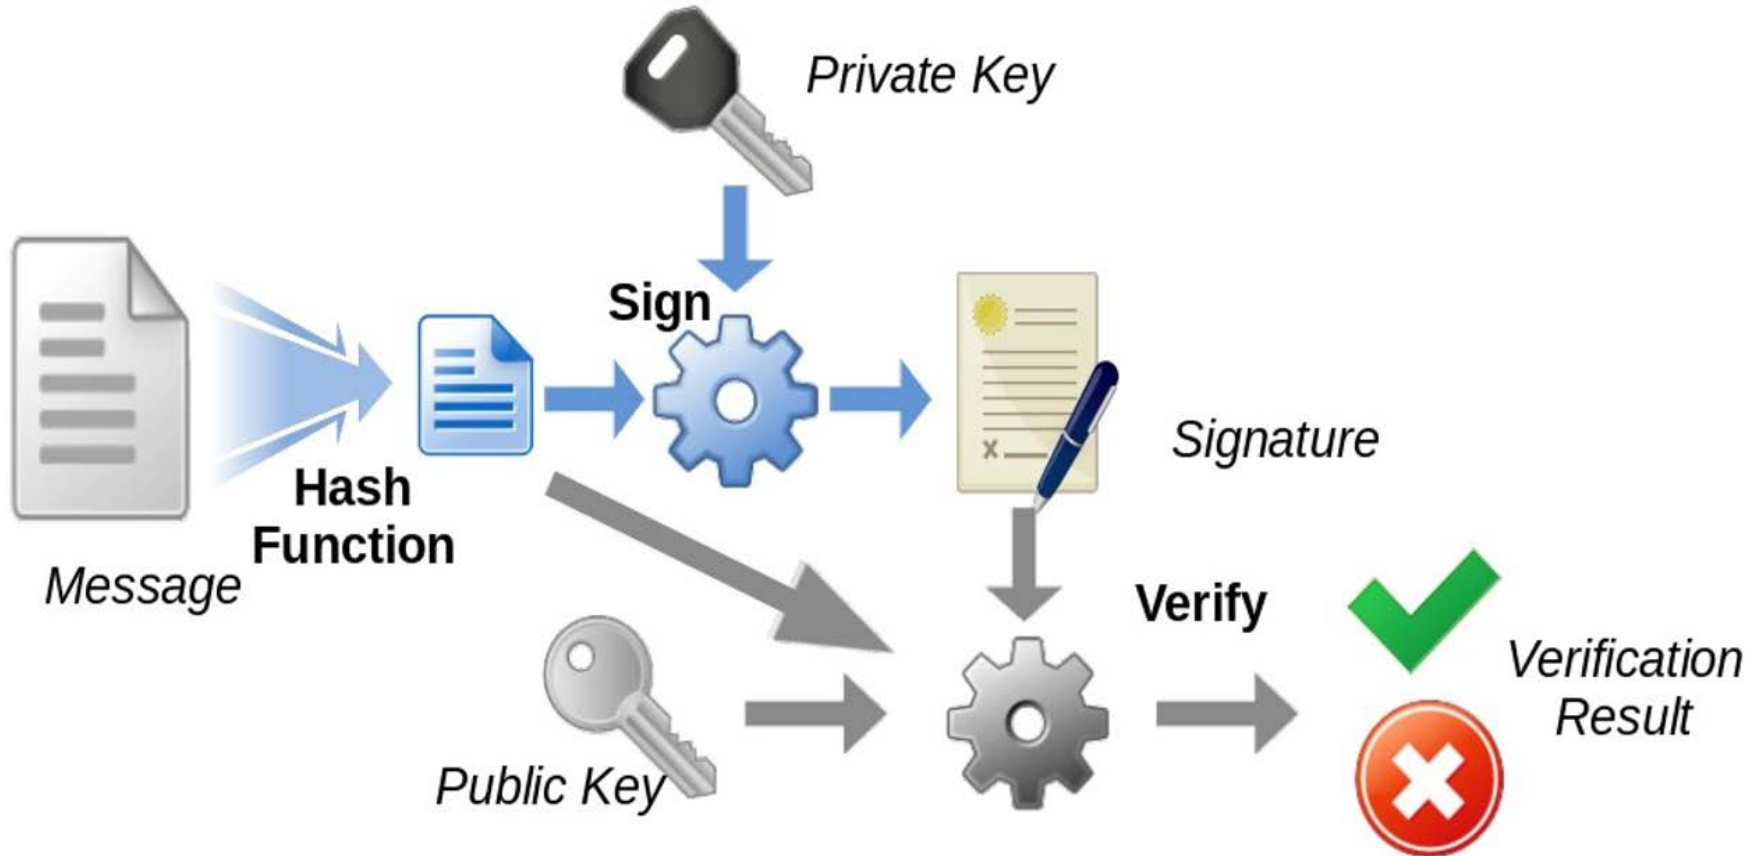 Private Key
Sign
Signature
Hash
Function
Message
Verify
Verification
Result
Public Key